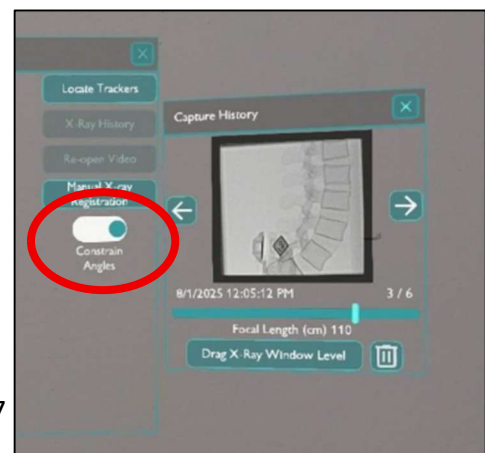 Locate Trackers
X-Ray History
Re-open Video
Manual X-ray
Registration
Constrain
Angles
Capture History
8/1/2025 12:05:12 PM
3 / 6
Focal Length (cm) 110
Drag X-Ray Window Level
7